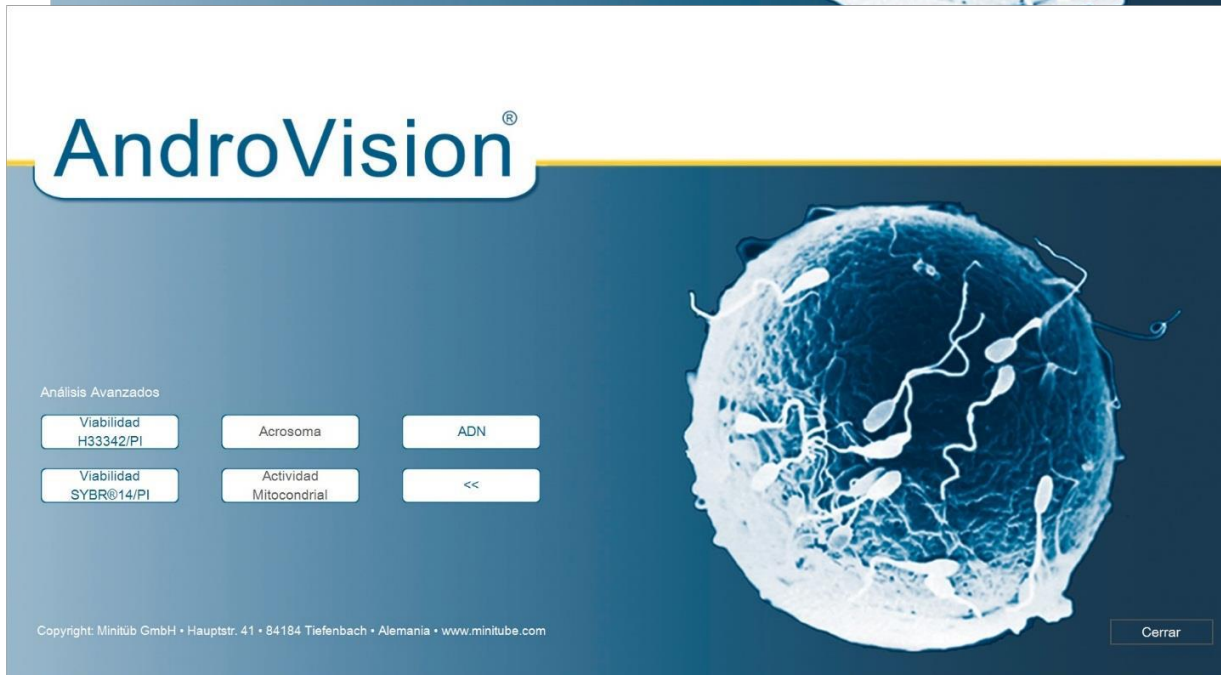 AndroVision®
Análisis Avanzados
Viabilidad
H33342/PI
Acrosoma
ADN
Viabilidad
SYBR®14/PI
Actividad
Mitocondrial
<<
Copyright: Minitüb GmbH • Hauptstr. 41 • 84184 Tiefenbach • Alemania • www.minitube.com
Cerrar